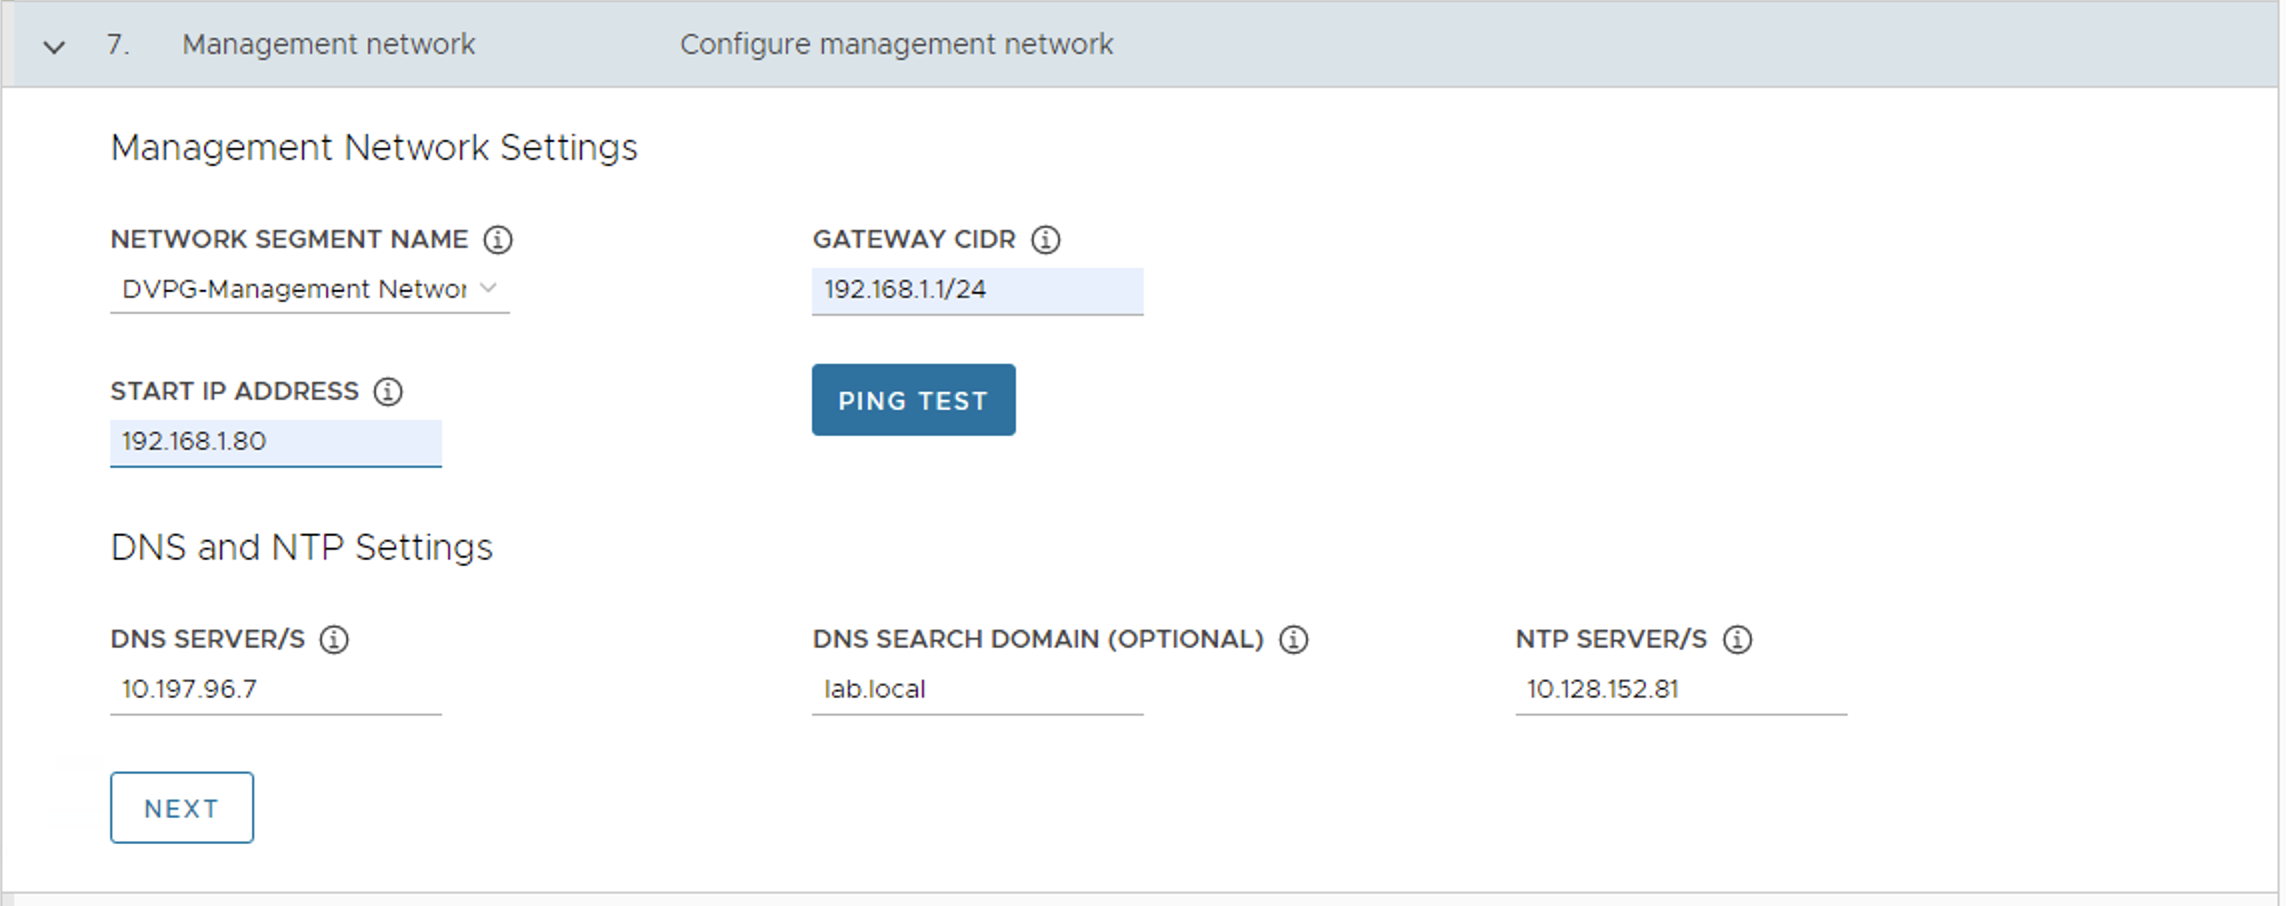 7. Management network Configure management network
Management Network Settings
NETWORK SEGMENT NAME GATEWAY CIDR
DVPG-Management Networ 192.168.1.1/24
START IP ADDRESS
192.168.1.80
PING TEST
DNS and NTP Settings
DNS SERVER/S DNS SEARCH DOMAIN (OPTIONAL) NTP SERVER/S
10.197.96.7 lab.local 10.128.152.81
NEXT